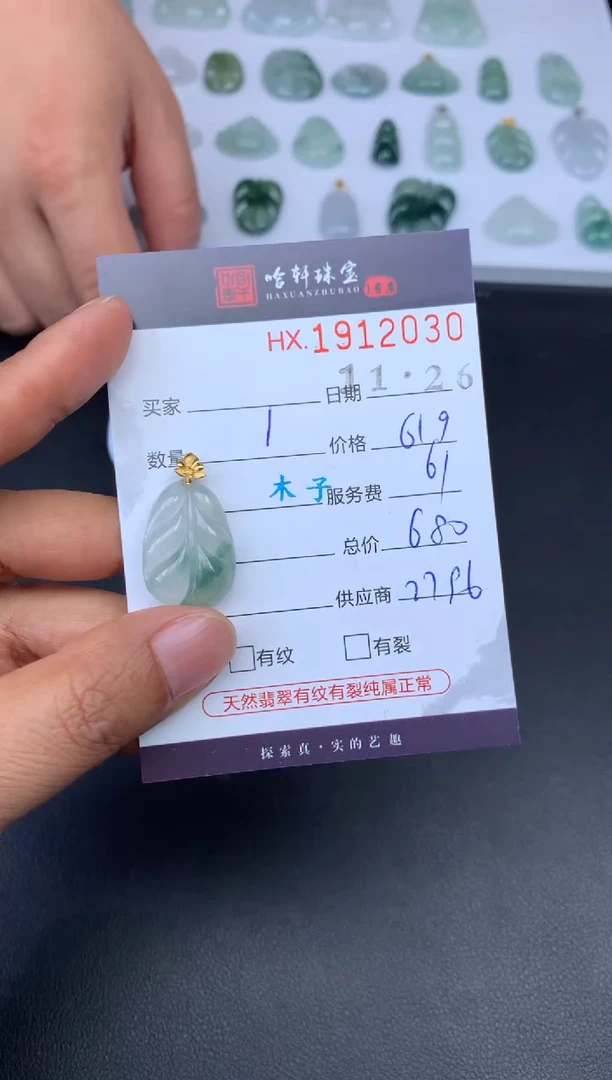 哈轩珠宝
HAXUANZHUBAO
HX.1912030
买家 日期 11·26
数量 1 价格 619
木子 服务费 61
总价 680
供应商 2796
有纹 有裂
天然翡翠有纹有裂纯属正常
探索真·实的艺趣